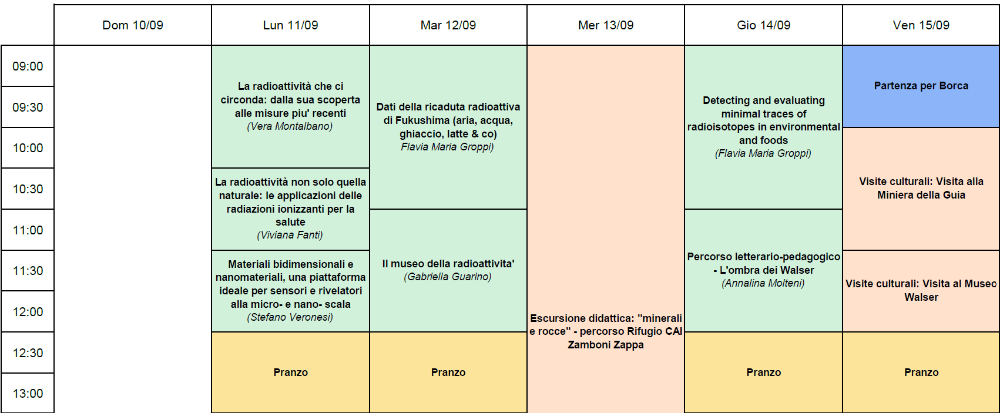 Dom 10/09
Lun 11/09
Mar 12/09
Mer 13/09
Gio 14/09
Ven 15/09
09:00
09:30
10:00
10:30
11:00
11:30
12:00
12:30
13:00
La radioattività che ci
circonda: dalla sua scoperta
alle misure piu' recenti
(Vera Montalbano)
La radioattività non solo quella
naturale: le applicazioni delle
radiazioni ionizzanti per la
salute
(Viviana Fanti)
Materiali bidimensionali e
nanomateriali, una piattaforma
ideale per sensori e rivelatori
alla micro- e nano- scala
(Stefano Veronesi)
Pranzo
Dati della ricaduta radioattiva
di Fukushima (aria, acqua,
ghiaccio, latte & co)
Flavia Maria Groppi)
Il museo della radioattivita'
(Gabriella Guarino)
Pranzo
Escursione didattica: "minerali
e rocce" - percorso Rifugio CAI
Zamboni Zappa
Detecting and evaluating
minimal traces of
radioisotopes in environmental
and foods
(Flavia Maria Groppi)
Percorso letterario-pedagogico
- L'ombra dei Walser
(Annalina Molteni)
Pranzo
Partenza per Borca
Visite culturali: Visita alla
Miniera della Guia
Visite culturali: Visita al Museo
Walser
Pranzo